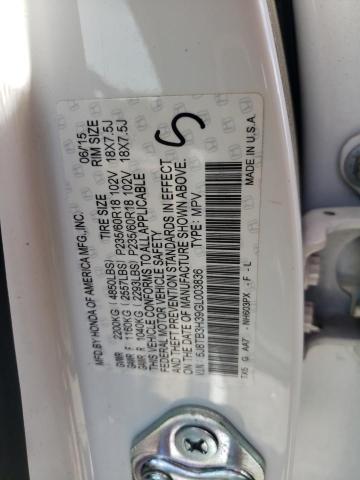 MFD. BY HONDA OF AMERICA MFG., INC. 06/15
TIRE SIZE RIM SIZE
GVWR 2200KG (4850LBS)
GAWR F 1160KG (2557LBS) P235/60R18 102V 18X7.5J
GAWR R 1040KG (2293LBS) P235/60R18 102V 18X7.5J
THIS VEHICLE CONFORMS TO ALL APPLICABLE
FEDERAL MOTOR VEHICLE SAFETY AND
THEFT PREVENTION STANDARDS IN EFFECT
ON THE DATE OF MANUFACTURE SHOWN ABOVE.
V.I.N: 5J8TB3H39GL003836 TYPE: MPV
TX5 G AA7 - NH603PX - F - L MADE IN U.S.A.
5